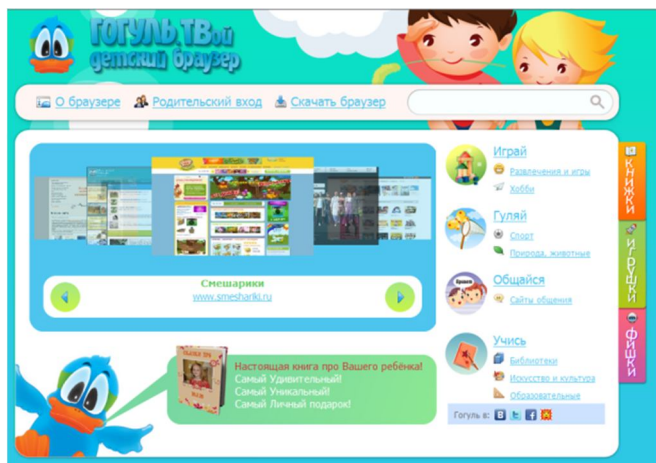 ГОГУЛЬ.ТВой
детский браузер
О браузере
Родительский вход
Скачать браузер
Играй
Развлечения и игры
Хобби
Гуляй
Спорт
Природа, животные
Общайся
Сайты общения
Учись
Библиотеки
Искусство и культура
Образовательные
Гогуль в:
КНИЖКИ
ИГРУШКИ
ФИШКИ
Смешарики
www.smeshariki.ru
Настоящая книга про Вашего ребёнка!
Самый Удивительный!
Самый Уникальный!
Самый Личный подарок!